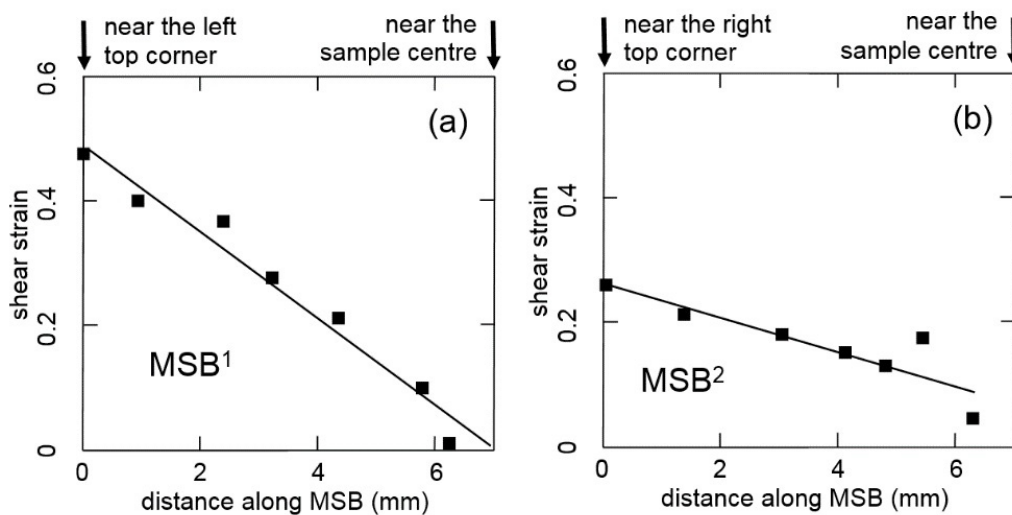 near the left
top corner
near the
sample centre
(a)
0.6
0.4
0.2
0
shear strain
MSB¹
0 2 4 6
distance along MSB (mm)
near the right
top corner
near the
sample centre
(b)
0.6
0.4
0.2
0
shear strain
MSB²
0 2 4 6
distance along MSB (mm)